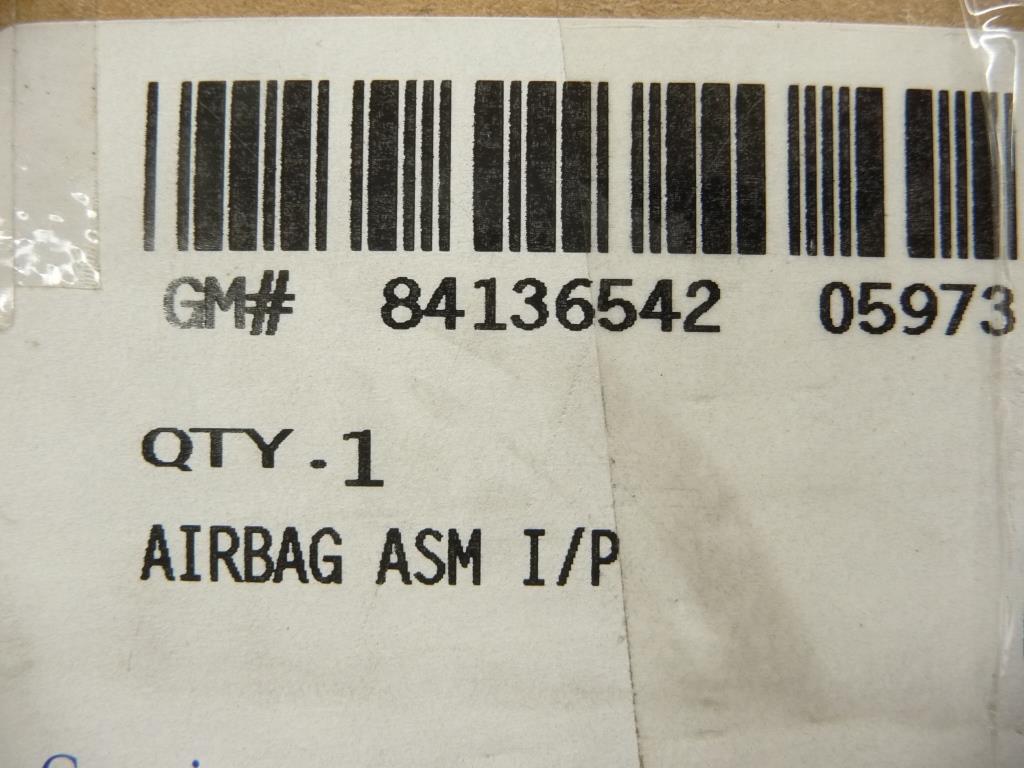 GM# 84136542 05973
QTY.1
AIRBAG ASM I/P